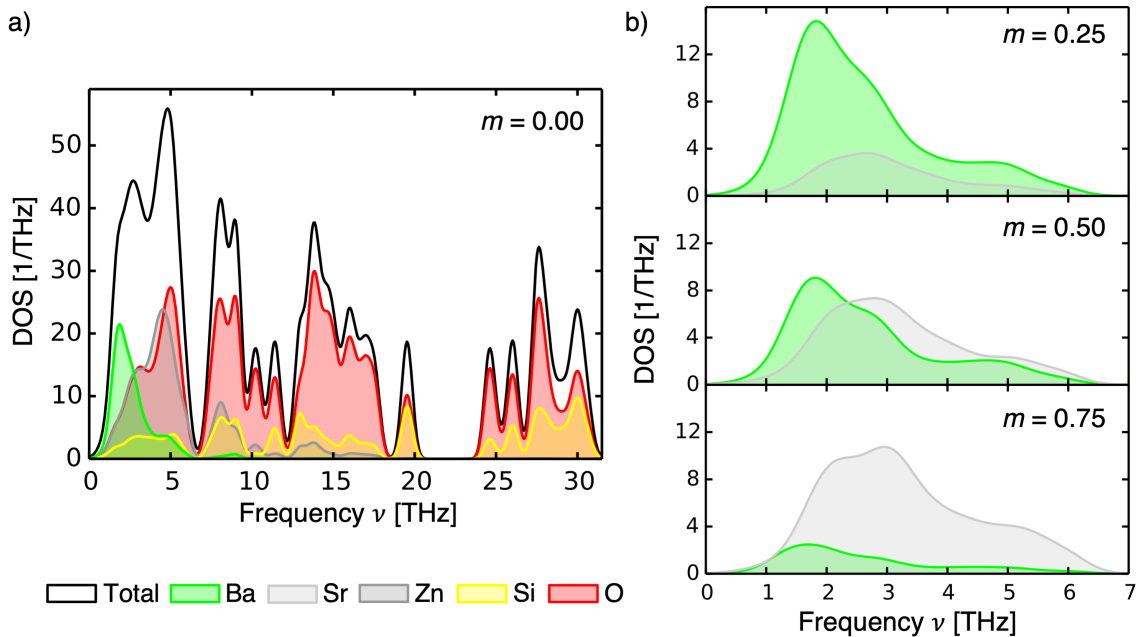 a)
m = 0.00
DOS [1/THz]
50
40
30
20
10
0
0 5 10 15 20 25 30
Frequency ν [THz]
Total Ba Sr Zn Si O
b)
m = 0.25
12
8
4
0
m = 0.50
DOS [1/THz]
12
8
4
0
m = 0.75
12
8
4
0
0 1 2 3 4 5 6 7
Frequency ν [THz]